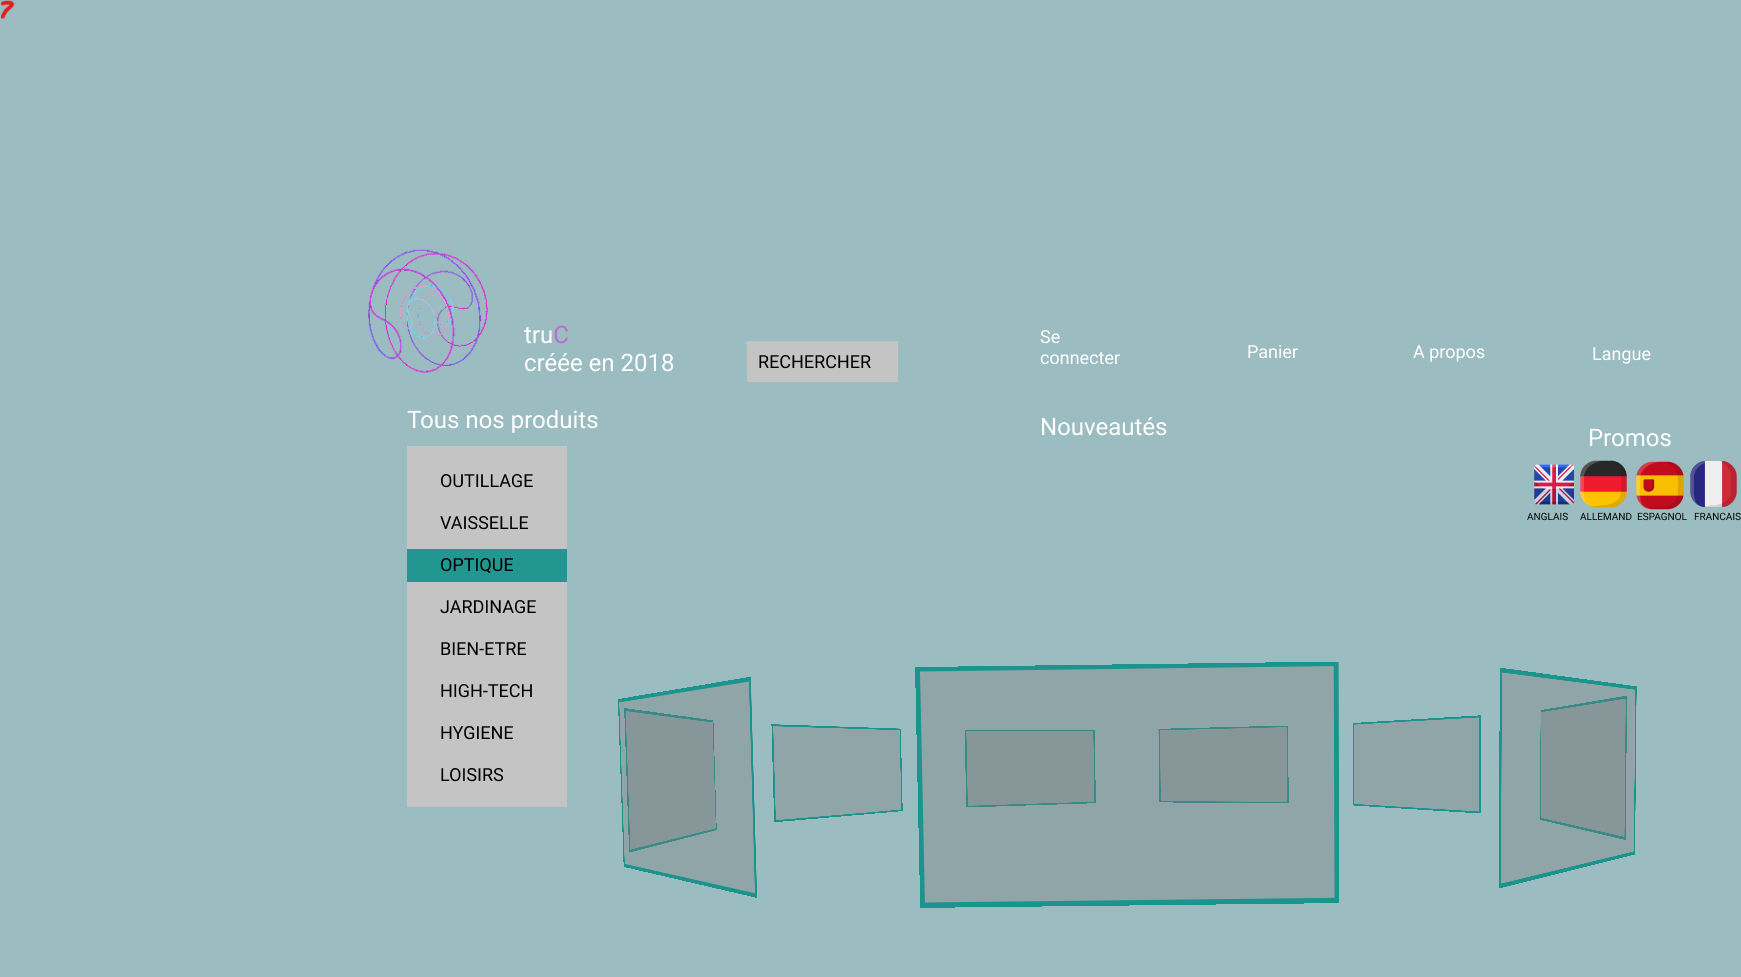 7
truC
créée en 2018
RECHERCHER
Se
connecter
Panier
A propos
Langue
Tous nos produits
Nouveautés
Promos
OUTILLAGE
VAISSELLE
OPTIQUE
JARDINAGE
BIEN-ETRE
HIGH-TECH
HYGIENE
LOISIRS
ANGLAIS
ALLEMAND
ESPAGNOL
FRANCAIS